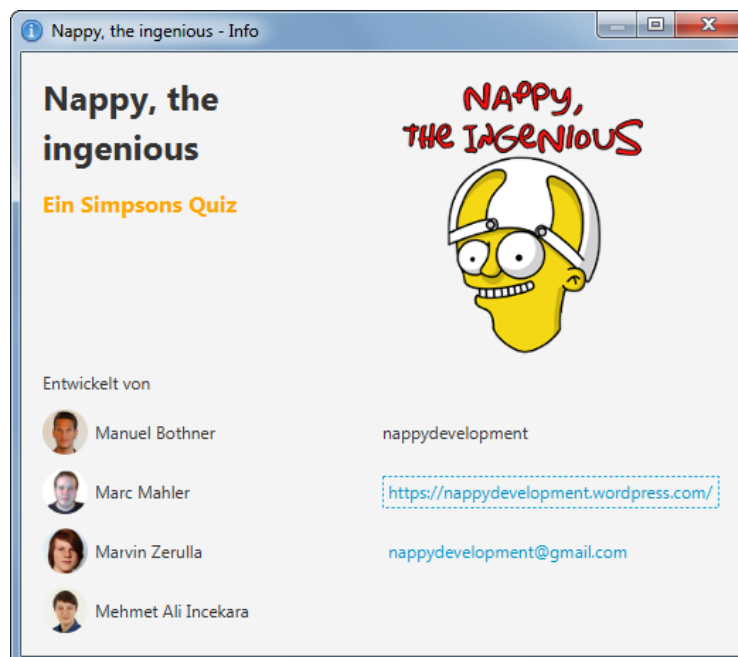 Nappy, the ingenious - Info
Nappy, the
ingenious
Ein Simpsons Quiz
NAPPY,
THE INGENIOUS
Entwickelt von
Manuel Bothner
nappydevelopment
Marc Mahler
https://nappydevelopment.wordpress.com/
Marvin Zerulla
nappydevelopment@gmail.com
Mehmet Ali Incekara